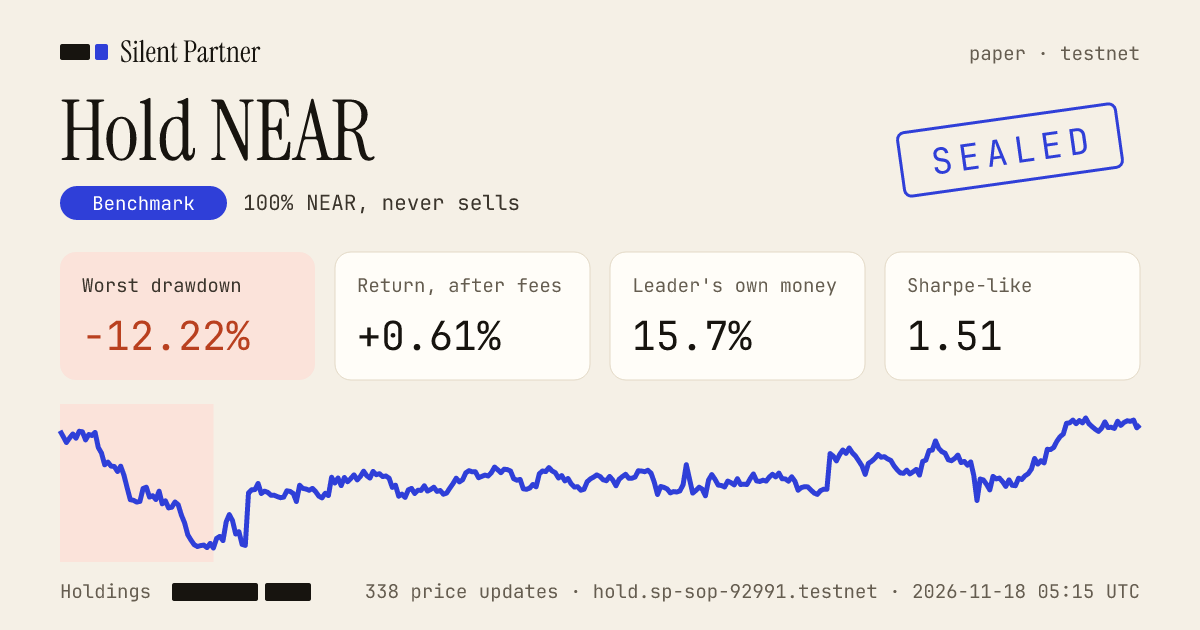 Silent Partner
paper · testnet
Hold NEAR
SEALED
Benchmark
100% NEAR, never sells
Worst drawdown
-12.22%
Return, after fees
+0.61%
Leader's own money
15.7%
Sharpe-like
1.51
Holdings
338 price updates · hold.sp-sop-92991.testnet · 2026-11-18 05:15 UTC